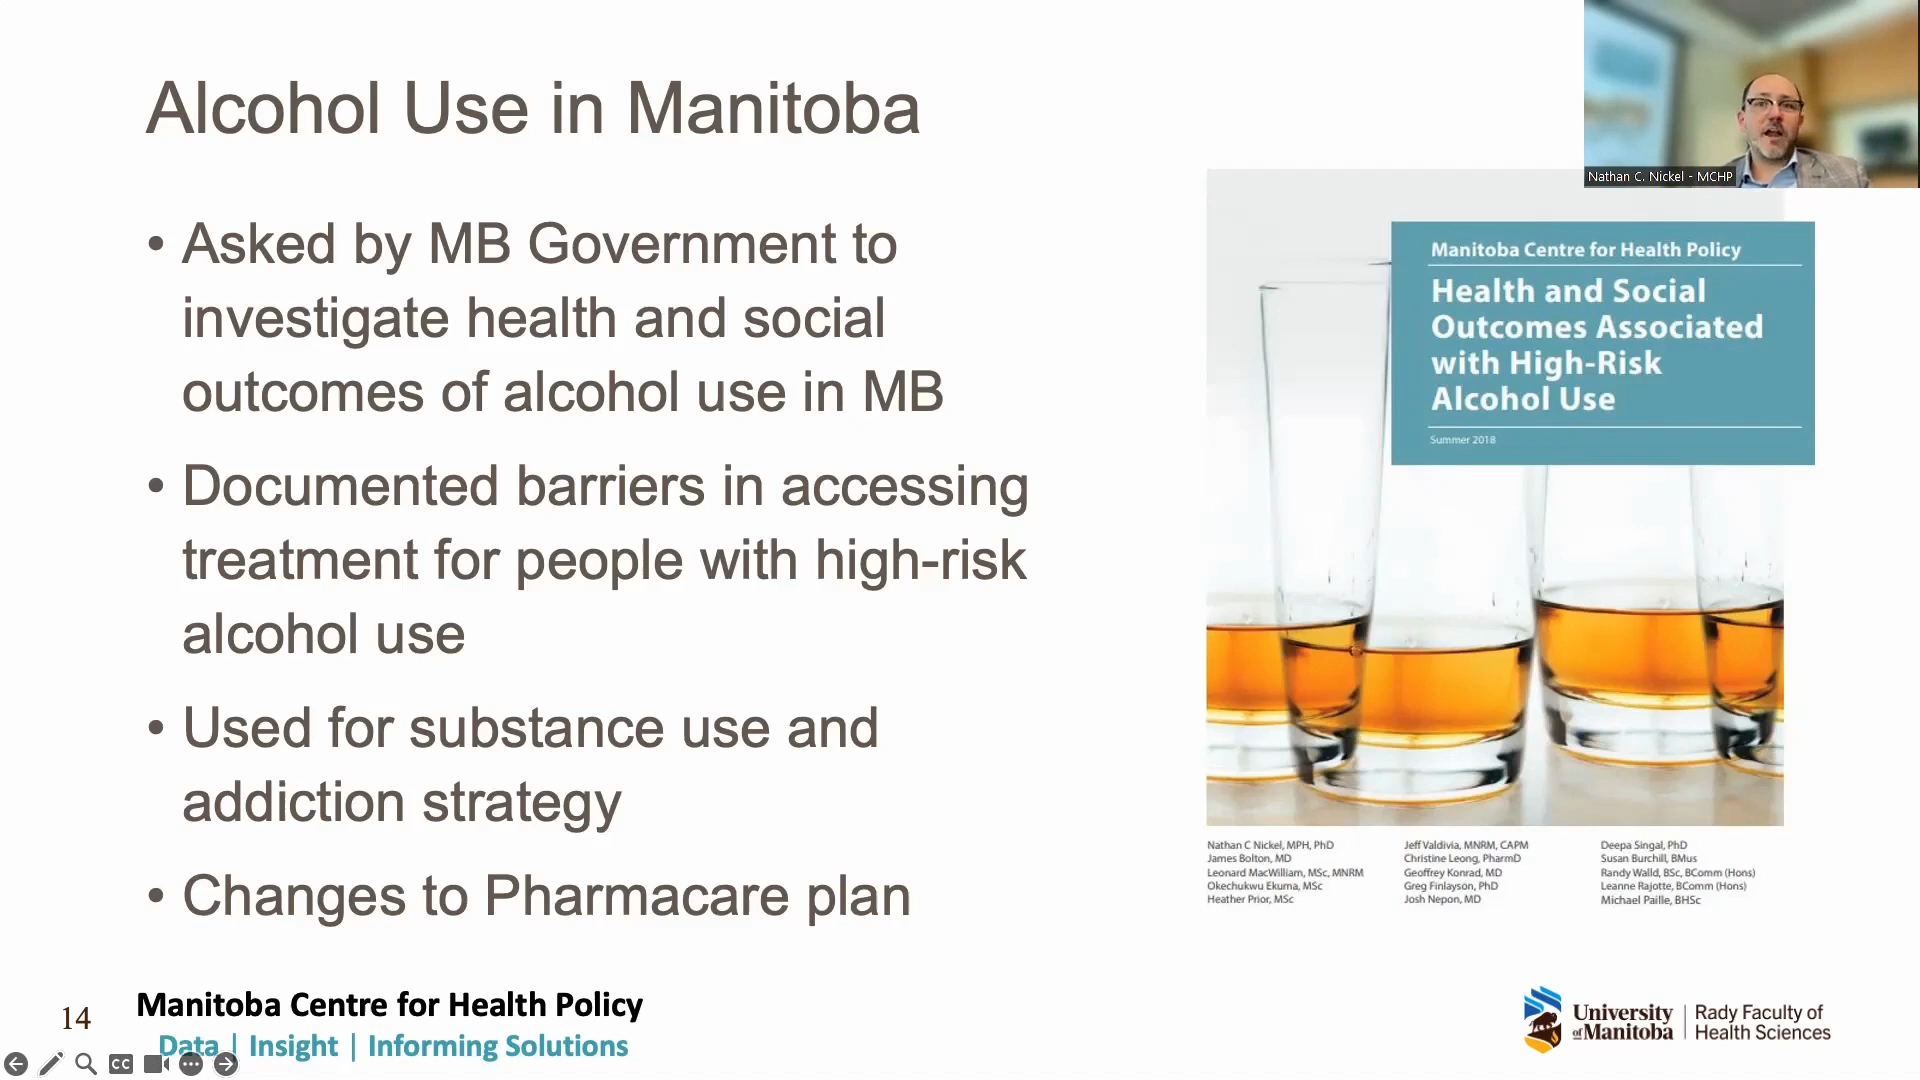 Alcohol Use in Manitoba
• Asked by MB Government to
investigate health and social
outcomes of alcohol use in MB
• Documented barriers in accessing
treatment for people with high-risk
alcohol use
• Used for substance use and
addiction strategy
• Changes to Pharmacare plan
Nathan C. Nickel - MCHP
Manitoba Centre for Health Policy
Health and Social
Outcomes Associated
with High-Risk
Alcohol Use
Summer 2018
Nathan C Nickel, MPH, PhD
James Bolton, MD
Leonard MacWilliam, MSc, MNRM
Okechukwu Ekuma, MSc
Heather Prior, MSc
Jeff Valdivia, MNRM, CAPM
Christine Leong, PharmD
Geoffrey Konrad, MD
Greg Finlayson, PhD
Josh Nepon, MD
Deepa Singal, PhD
Susan Burchill, BMus
Randy Walld, BSc, BComm (Hons)
Leanne Rajotte, BComm (Hons)
Michael Paille, BHSc
14
Manitoba Centre for Health Policy
Data | Insight | Informing Solutions
CC
University
of Manitoba
Rady Faculty of
Health Sciences